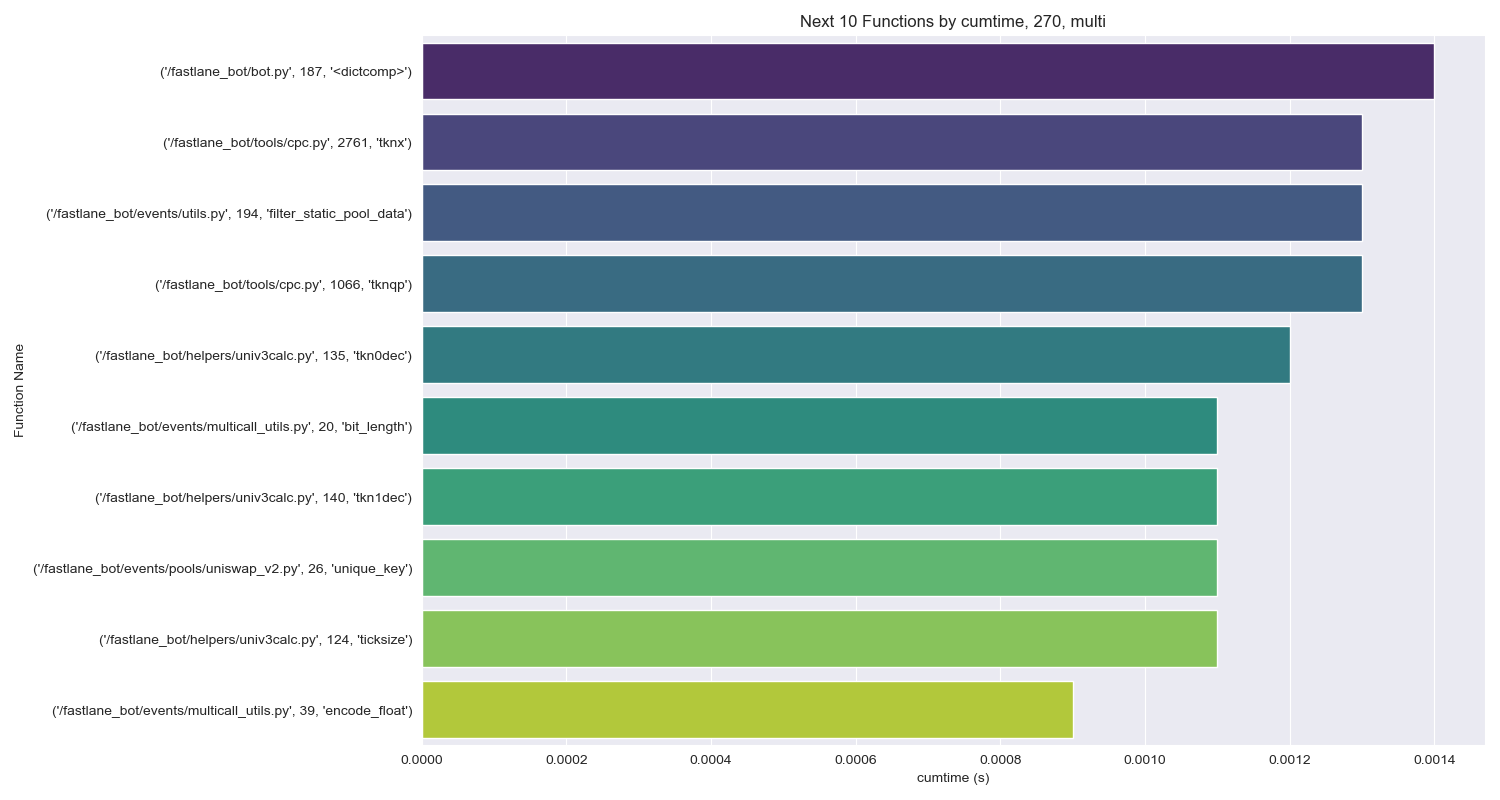 Next 10 Functions by cumtime, 270, multi
('/fastlane_bot/bot.py', 187, '<dictcomp>')
('/fastlane_bot/tools/cpc.py', 2761, 'tknx')
('/fastlane_bot/events/utils.py', 194, 'filter_static_pool_data')
('/fastlane_bot/tools/cpc.py', 1066, 'tknqp')
('/fastlane_bot/helpers/univ3calc.py', 135, 'tkn0dec')
('/fastlane_bot/events/multicall_utils.py', 20, 'bit_length')
('/fastlane_bot/helpers/univ3calc.py', 140, 'tkn1dec')
('/fastlane_bot/events/pools/uniswap_v2.py', 26, 'unique_key')
('/fastlane_bot/helpers/univ3calc.py', 124, 'ticksize')
('/fastlane_bot/events/multicall_utils.py', 39, 'encode_float')
Function Name
0.0000 0.0002 0.0004 0.0006 0.0008 0.0010 0.0012 0.0014
cumtime (s)